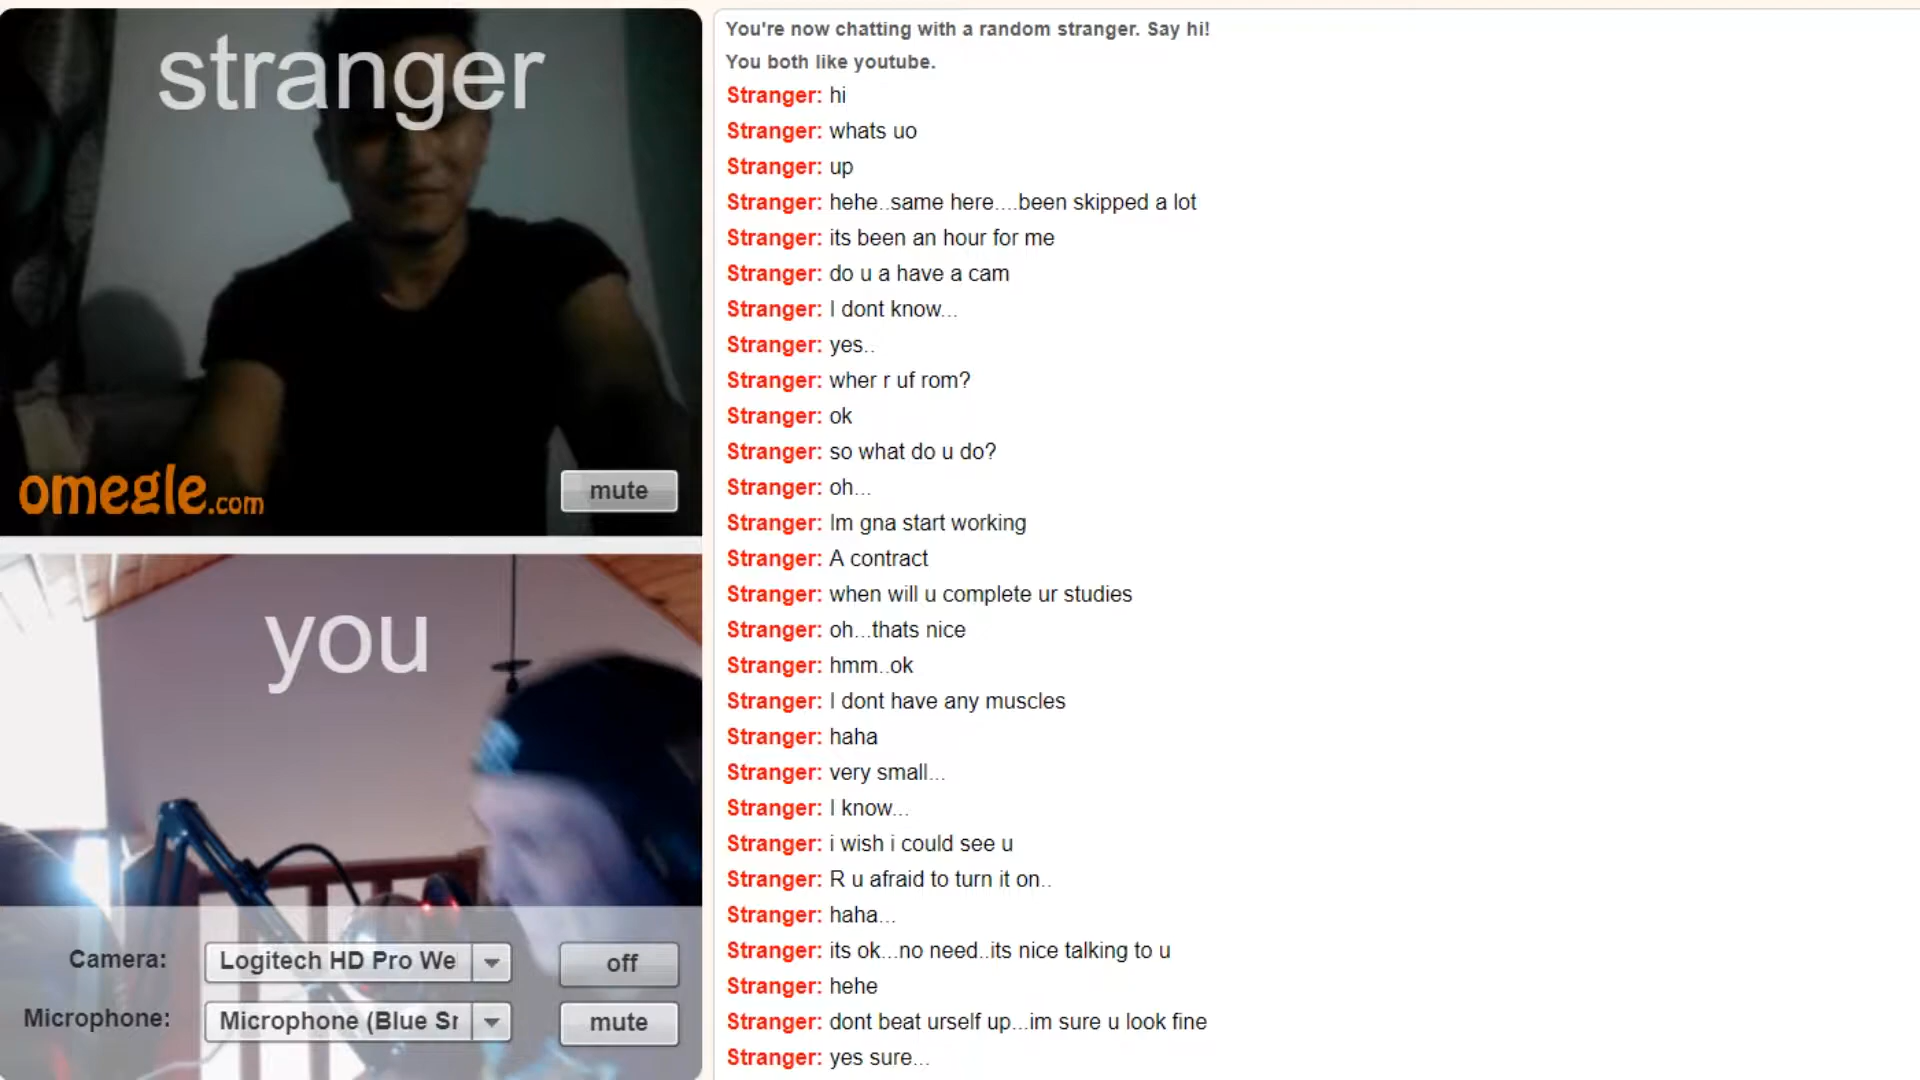 stranger
omegle.com
mute
you
Camera:
Logitech HD Pro We
off
Microphone:
Microphone (Blue Sr
mute
You're now chatting with a random stranger. Say hi!
You both like youtube.
Stranger: hi
Stranger: whats uo
Stranger: up
Stranger: hehe..same here....been skipped a lot
Stranger: its been an hour for me
Stranger: do u a have a cam
Stranger: I dont know...
Stranger: yes..
Stranger: wher r uf rom?
Stranger: ok
Stranger: so what do u do?
Stranger: oh...
Stranger: Im gna start working
Stranger: A contract
Stranger: when will u complete ur studies
Stranger: oh...thats nice
Stranger: hmm..ok
Stranger: I dont have any muscles
Stranger: haha
Stranger: very small...
Stranger: I know...
Stranger: i wish i could see u
Stranger: R u afraid to turn it on..
Stranger: haha...
Stranger: its ok...no need..its nice talking to u
Stranger: hehe
Stranger: dont beat urself up...im sure u look fine
Stranger: yes sure...